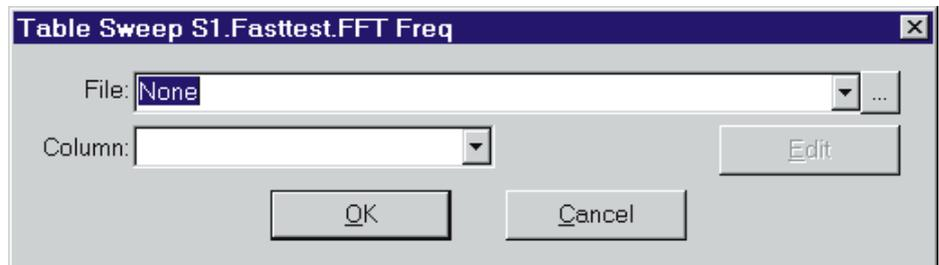 Table Sweep S1.Fasttest.FFT Freq
File: None ...
Column: Edit
OK Cancel